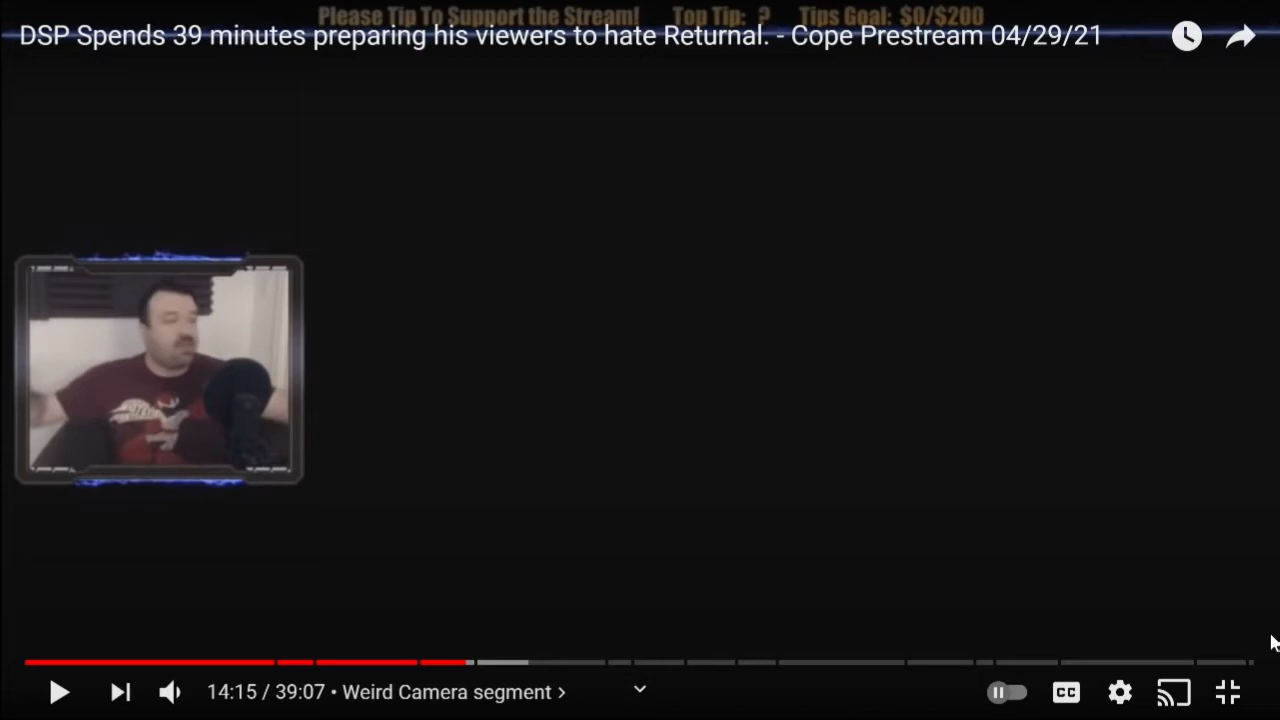 Please Tip To Support the Stream! Top Tip: ? Tips Goal: $0/$200
DSP Spends 39 minutes preparing his viewers to hate Returnal. - Cope Prestream 04/29/21
14:15 / 39:07 • Weird Camera segment ›
CC